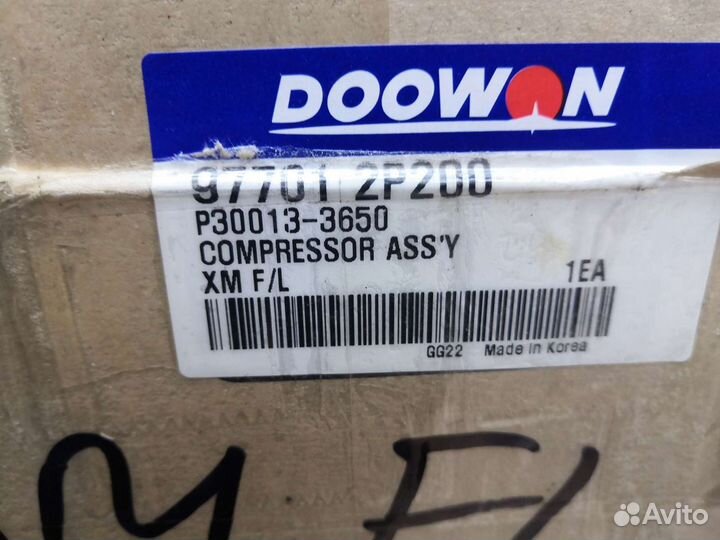 DOOWON
97701 2P200
P30013-3650
COMPRESSOR ASS'Y
XM F/L 1EA
GG22 Made in Korea
M F/
Avito